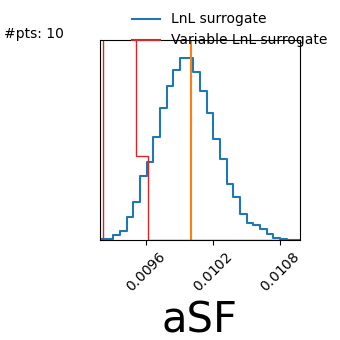 LnL surrogate
#pts: 10
Variable LnL surrogate
0.0096
0.0102
0.0108
aSF